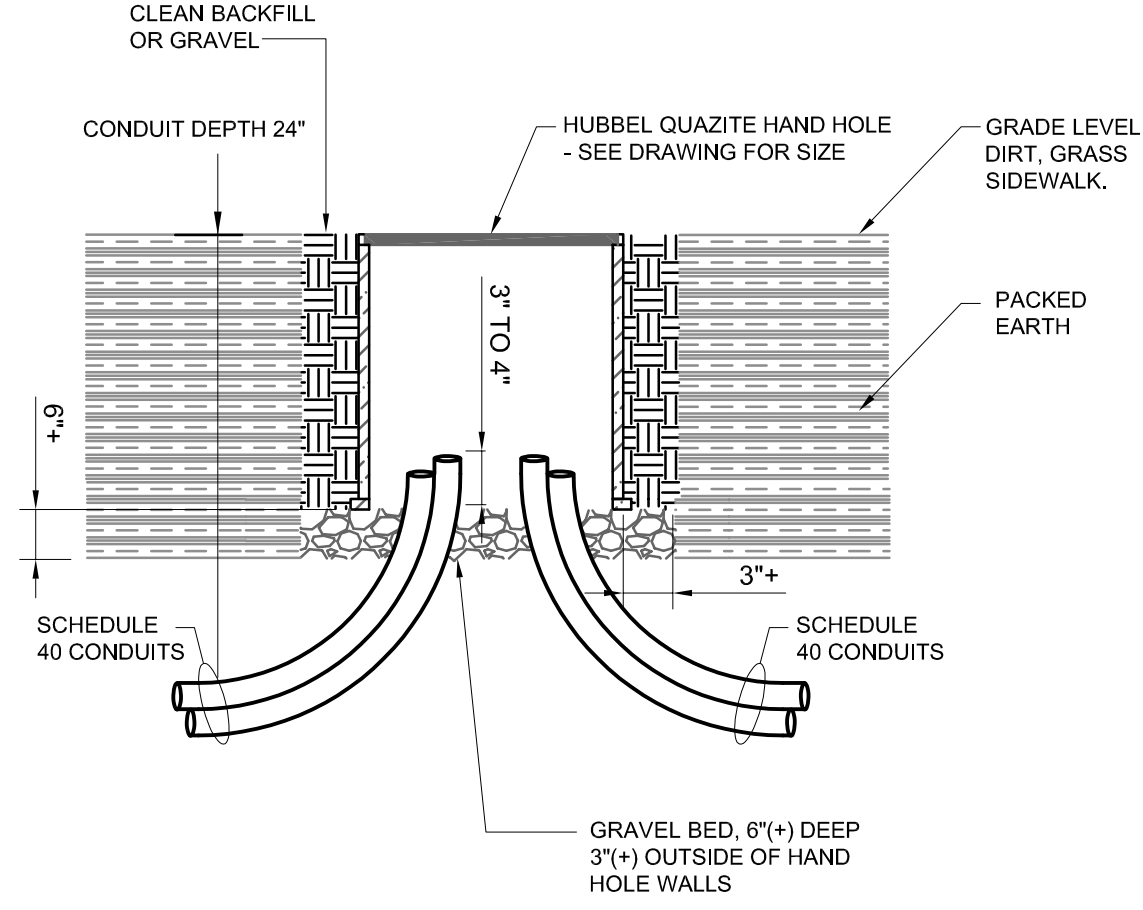 CLEAN BACKFILL
OR GRAVEL
CONDUIT DEPTH 24"
HUBBEL QUAZITE HAND HOLE
- SEE DRAWING FOR SIZE
GRADE LEVEL
DIRT, GRASS
SIDEWALK.
3" TO 4"
PACKED
EARTH
6"+
3"+
SCHEDULE
40 CONDUITS
SCHEDULE
40 CONDUITS
GRAVEL BED, 6"(+) DEEP
3"(+) OUTSIDE OF HAND
HOLE WALLS